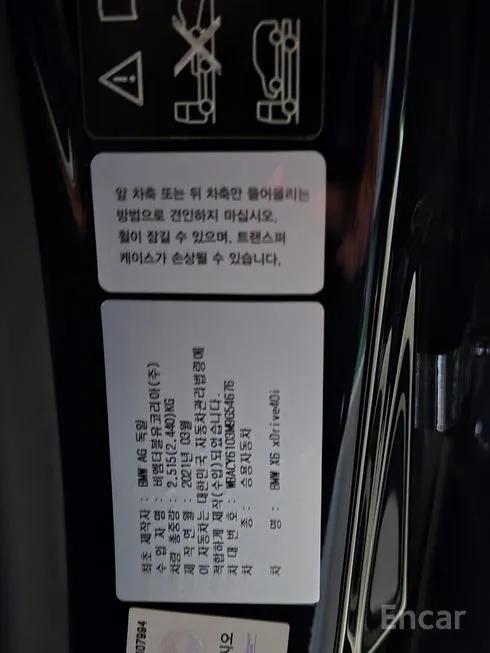 앞 차축 또는 뒤 차축만 들어올리는
방법으로 견인하지 마십시오.
휠이 잠길 수 있으며, 트랜스퍼
케이스가 손상될 수 있습니다.
최초 제작자 : BMW AG 독일
수 입 자 명 : 비엠더블유코리아(주)
차량 총중량 : 2,515(2,440)KG
제 작 연 월 : 2021년 03월
이 자동차는 대한민국 자동차관리법령에
적합하게 제작(수입)되었습니다.
차 대 번 호 : WBACY6103M9G54676
차 종 : 승용자동차
차 명 : BMW X6 xDrive40i
007994
시오
Encar